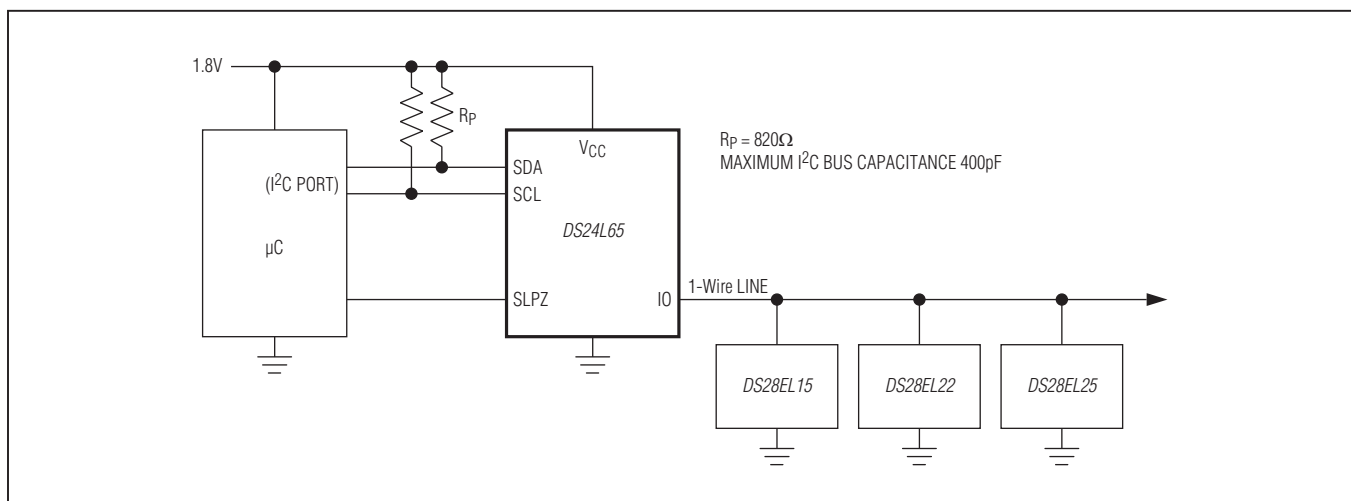 1.8V
RP
VCC
RP = 820Ω
MAXIMUM I2C BUS CAPACITANCE 400pF
(I2C PORT)
SDA
SCL
DS24L65
µC
SLPZ
IO
1-Wire LINE
DS28EL15
DS28EL22
DS28EL25